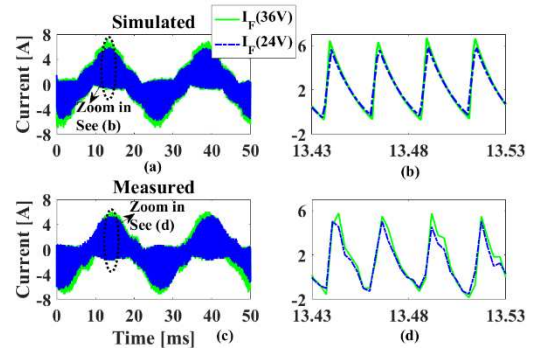 Simulated
I_F(36V)
I_F(24V)
Current [A]
8
4
0
-4
-8
Zoom in
See (b)
0 10 20 30 40 50
Time [ms]
(a)
6
2
-2
13.43 13.48 13.53
(b)
Measured
Current [A]
8
4
0
-4
-8
Zoom in
See (d)
0 10 20 30 40 50
Time [ms] (c)
6
2
-2
13.43 13.48 13.53
(d)